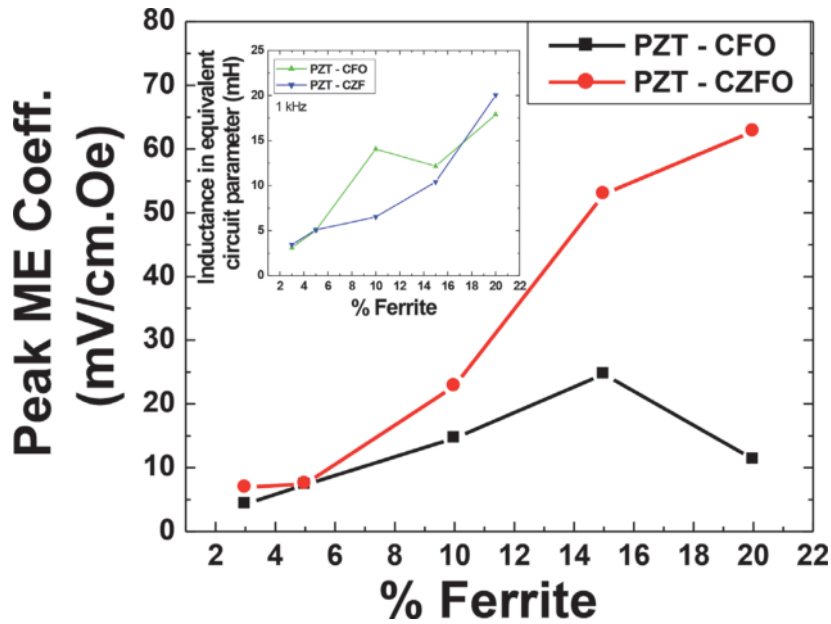 80
70
60
50
40
30
20
10
0
Peak ME Coeff.
(mV/cm.Oe)
PZT - CFO
PZT - CZFO
25
20
15
10
5
0
Inductance in equivalent
circuit parameter (mH)
PZT - CFO
PZT - CZF
1 kHz
2 4 6 8 10 12 14 16 18 20 22
% Ferrite
2 4 6 8 10 12 14 16 18 20 22
% Ferrite